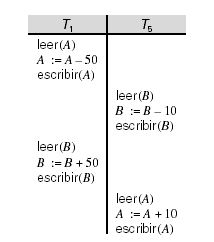 T1 T5
leer(A)
A := A – 50
escribir(A)
leer(B)
B := B – 10
escribir(B)
leer(B)
B := B + 50
escribir(B)
leer(A)
A := A + 10
escribir(A)